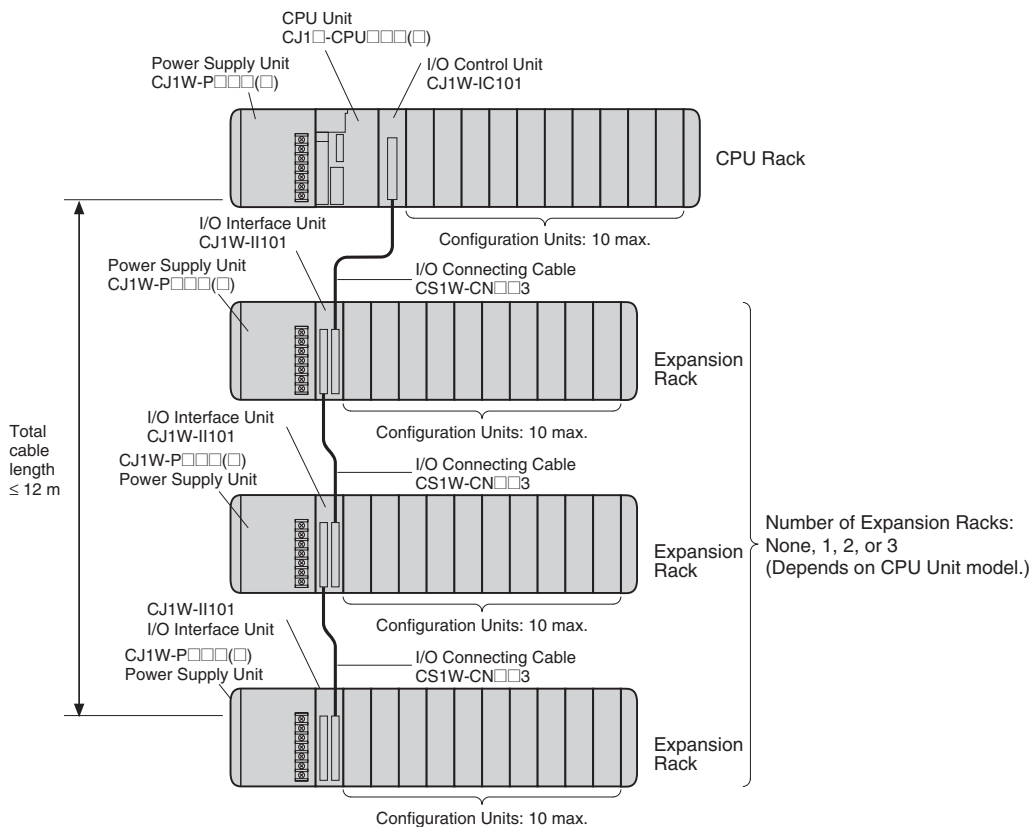 CPU Unit
CJ1□-CPU□□□(□)
Power Supply Unit
CJ1W-P□□□(□)
I/O Control Unit
CJ1W-IC101
CPU Rack
I/O Interface Unit
CJ1W-II101
Configuration Units: 10 max.
Power Supply Unit
CJ1W-P□□□(□)
I/O Connecting Cable
CS1W-CN□□3
Expansion
Rack
I/O Interface Unit
CJ1W-II101
Configuration Units: 10 max.
Total
cable
length
≤ 12 m
CJ1W-P□□□(□)
Power Supply Unit
I/O Connecting Cable
CS1W-CN□□3
Expansion
Rack
Number of Expansion Racks:
None, 1, 2, or 3
(Depends on CPU Unit model.)
CJ1W-II101
I/O Interface Unit
Configuration Units: 10 max.
CJ1W-P□□□(□)
Power Supply Unit
I/O Connecting Cable
CS1W-CN□□3
Expansion
Rack
Configuration Units: 10 max.